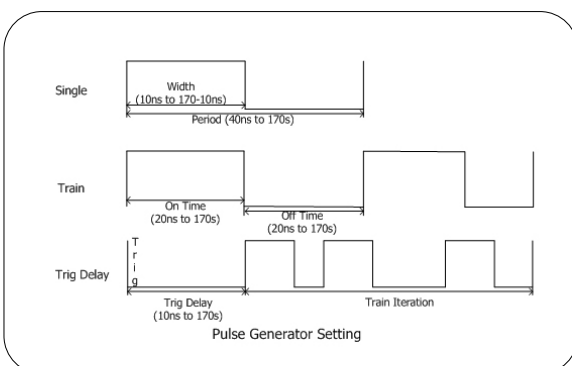 Single
Width
(10ns to 170-10ns)
Period (40ns to 170s)
Train
On Time
(20ns to 170s)
Off Time
(20ns to 170s)
Trig
Trig Delay
Trig Delay
(10ns to 170s)
Train Iteration
Pulse Generator Setting